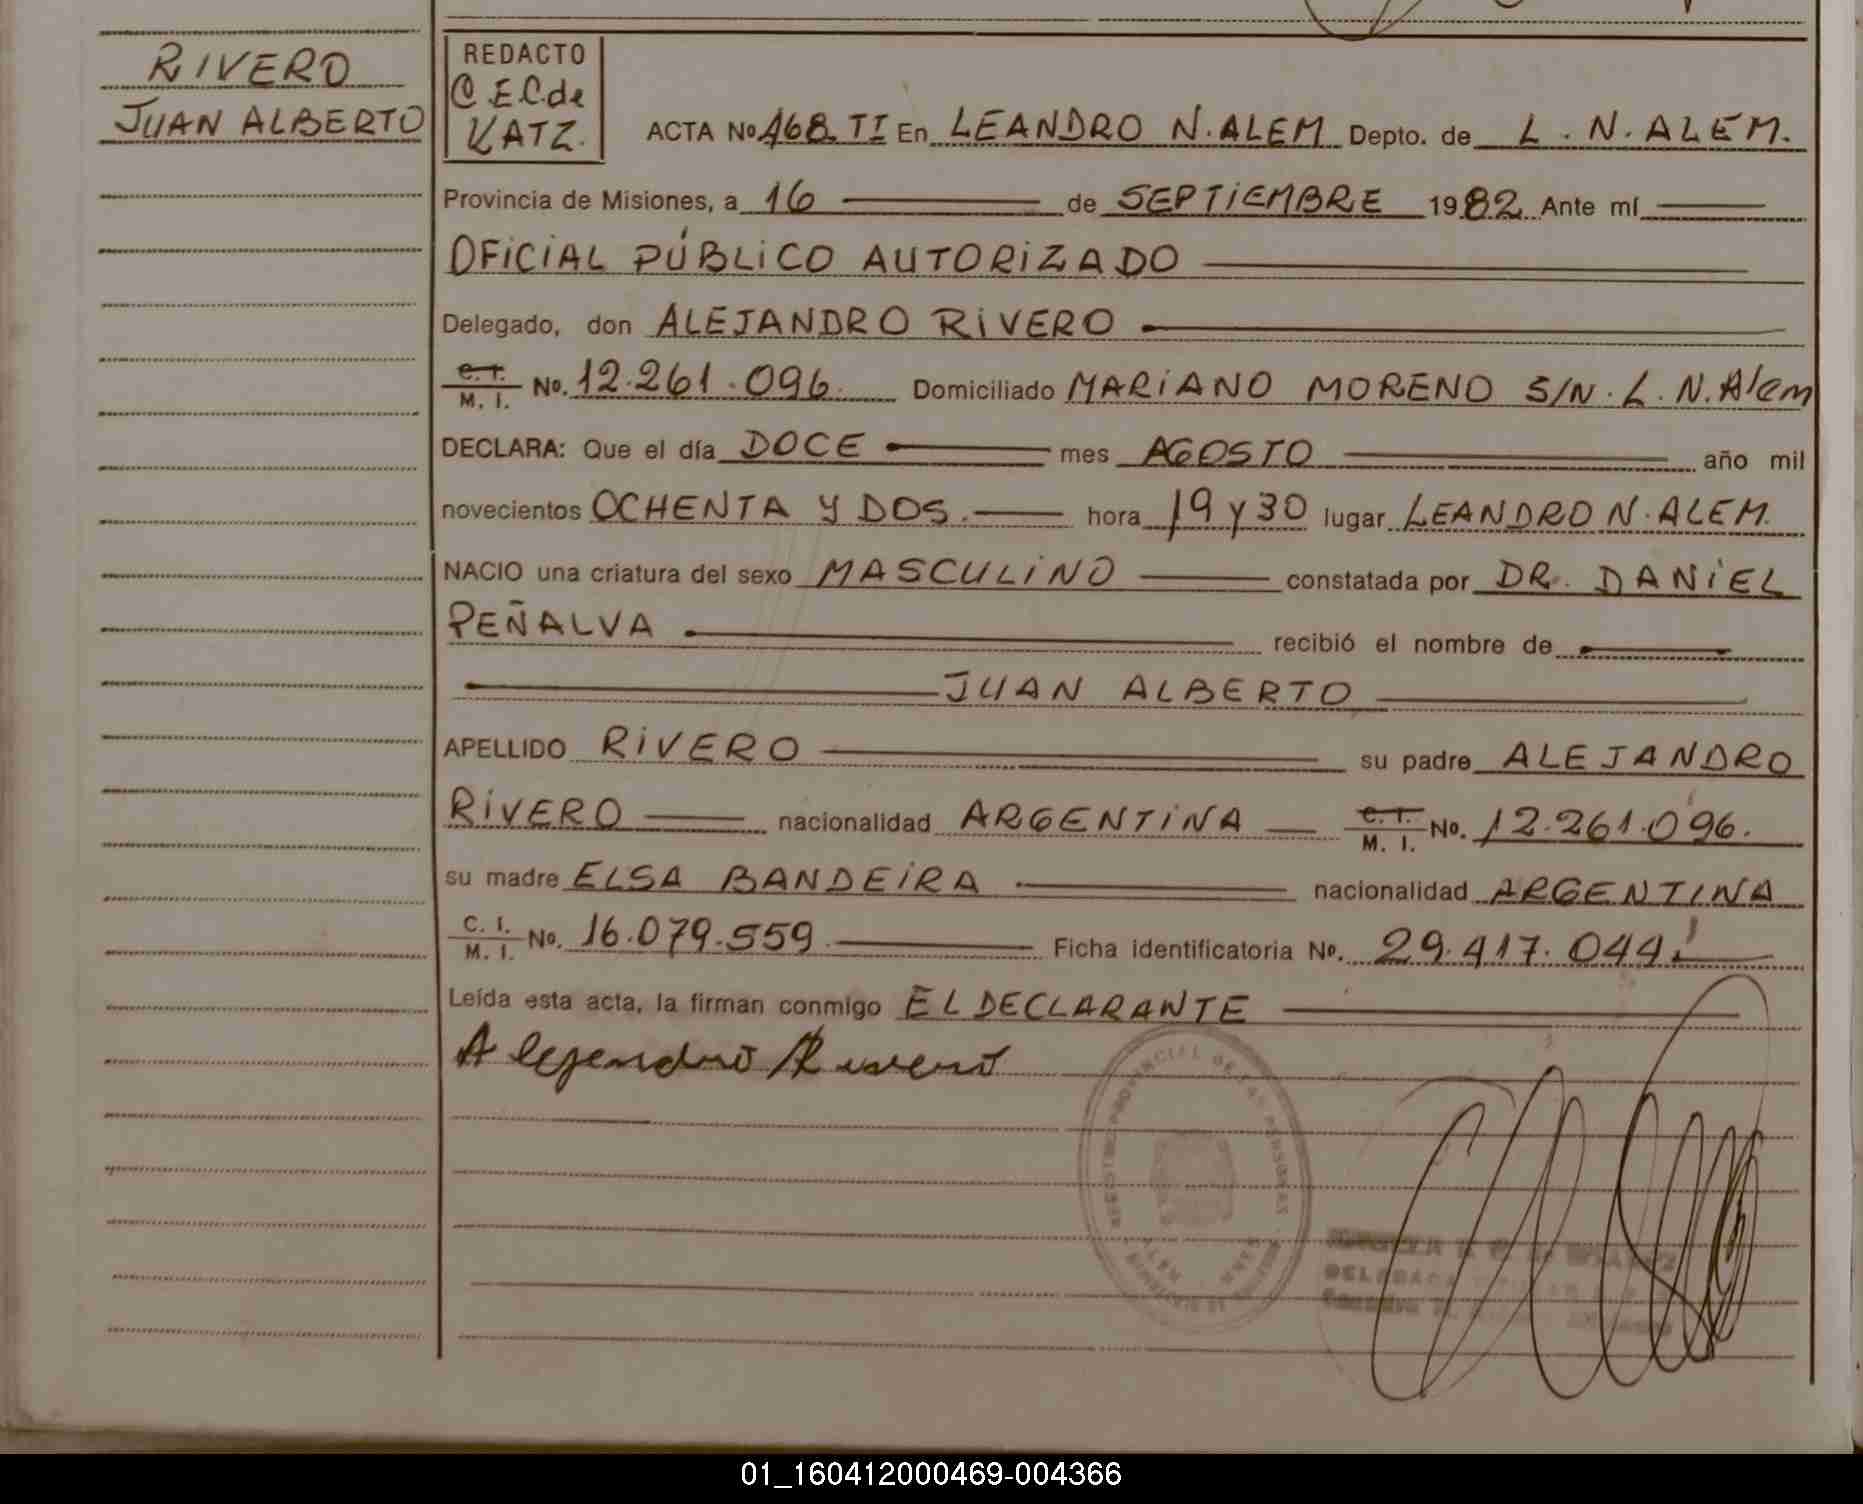 RIVERO
JUAN ALBERTO
REDACTO
C.E.C.de
KATZ.
ACTA No 468 TI En LEANDRO N. ALEM Depto. de L. N. ALEM.
Provincia de Misiones, a 16 de SEPTIEMBRE 1982 Ante mí
OFICIAL PÚBLICO AUTORIZADO
Delegado, don ALEJANDRO RIVERO
C. I. M. I. No. 12.261.096. Domiciliado MARIANO MORENO S/N. L. N. Alem
DECLARA: Que el día DOCE mes AGOSTO año mil
novecientos OCHENTA Y DOS. hora 19 y 30 lugar LEANDRO N. ALEM.
NACIO una criatura del sexo MASCULINO constatada por DR. DANIEL
PEÑALVA recibió el nombre de
JUAN ALBERTO
APELLIDO RIVERO su padre ALEJANDRO
RIVERO nacionalidad ARGENTINA C. I. M. I. No. 12.261.096.
su madre ELSA BANDEIRA nacionalidad ARGENTINA
C. I. M. I. No. 16.079.559 Ficha identificatoria No. 29.417.044
Leída esta acta, la firman conmigo EL DECLARANTE
Alejandro Rivero
REGISTRO PROVINCIAL DE LAS PERSONAS
01_160412000469-004366